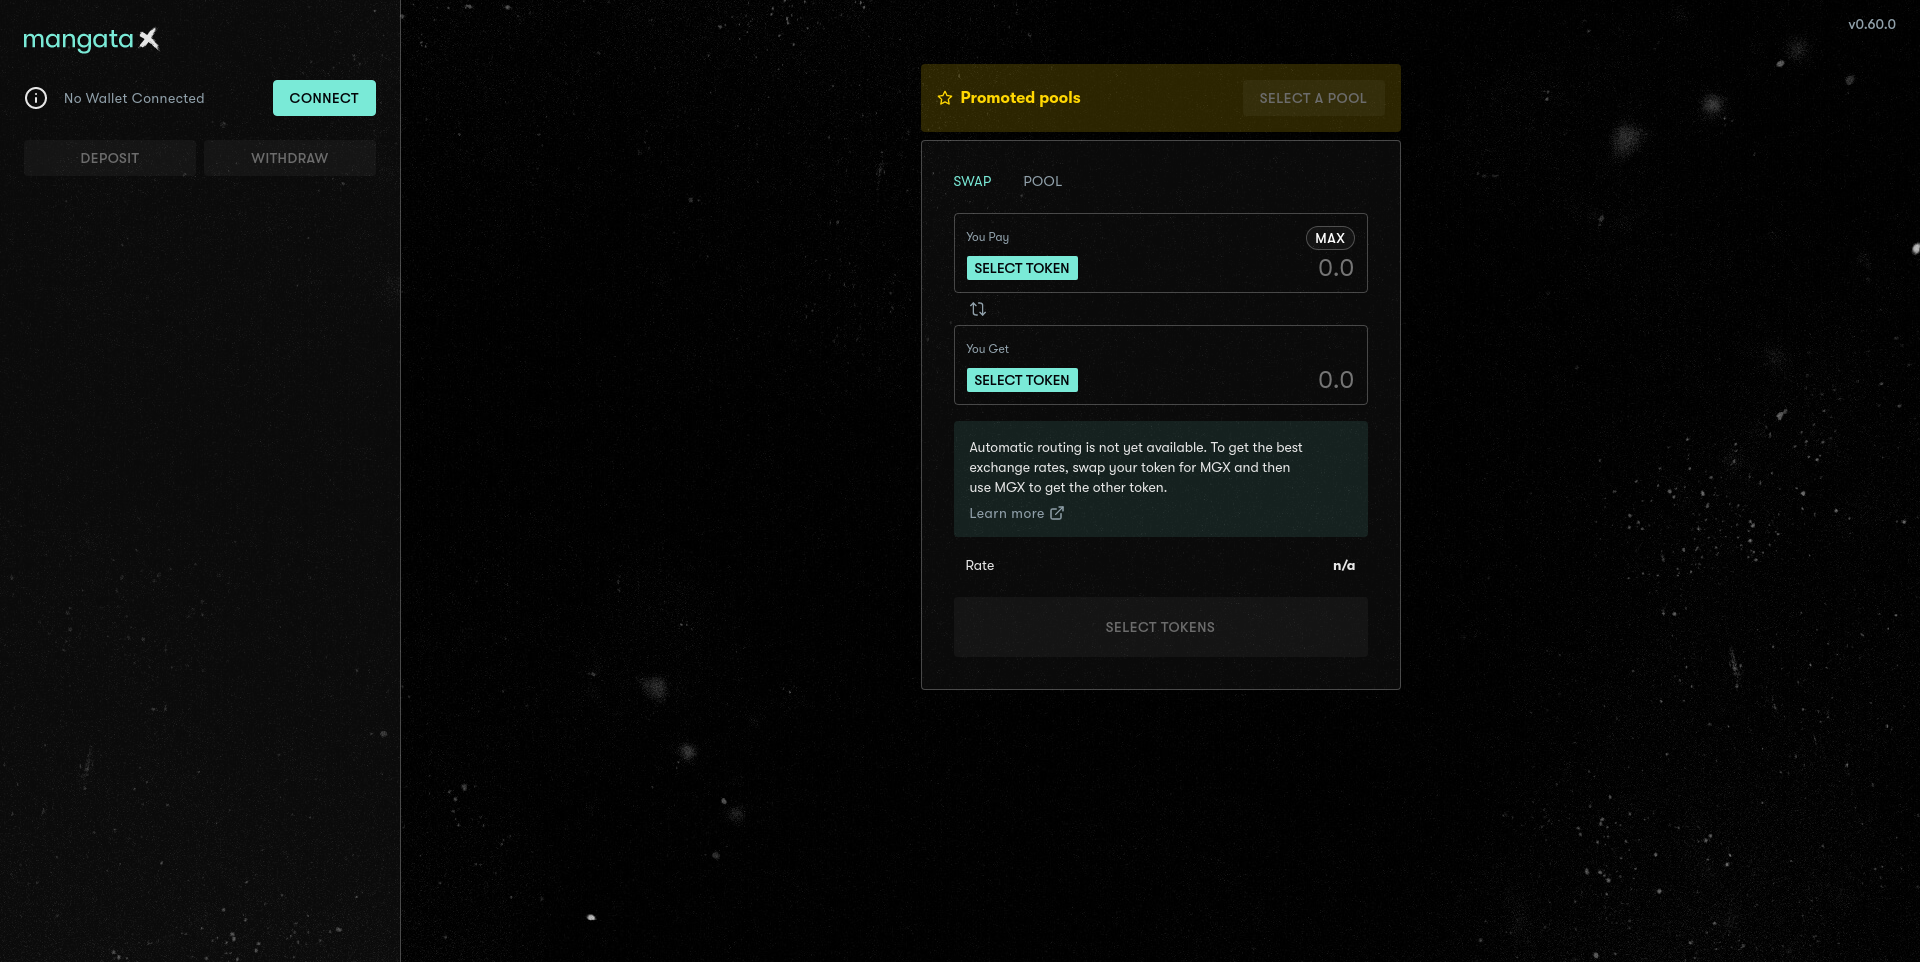 mangata
No Wallet Connected
CONNECT
DEPOSIT
WITHDRAW
v0.60.0
Promoted pools
SELECT A POOL
SWAP
POOL
You Pay
MAX
SELECT TOKEN
0.0
You Get
SELECT TOKEN
0.0
Automatic routing is not yet available. To get the best
exchange rates, swap your token for MGX and then
use MGX to get the other token.
Learn more
Rate
n/a
SELECT TOKENS